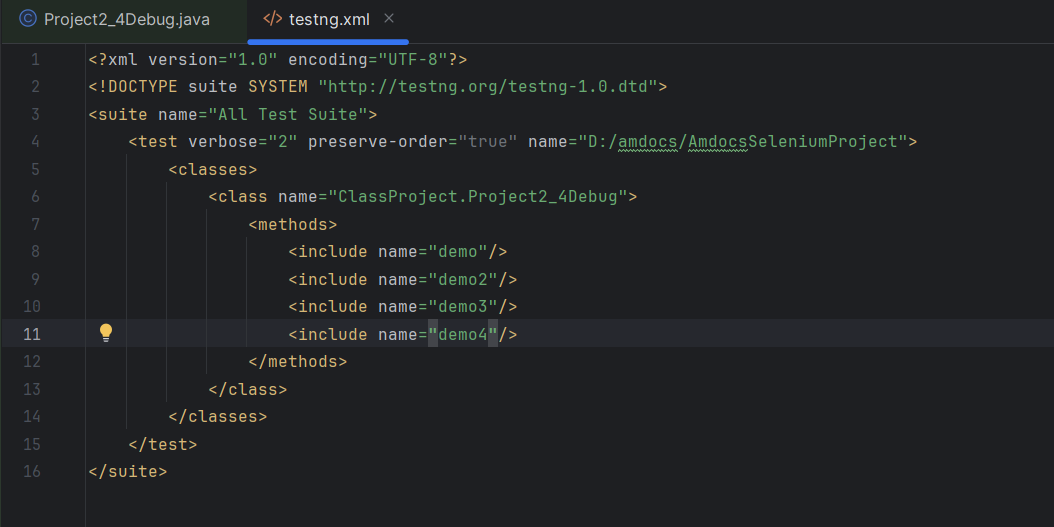 Project2_4Debug.java testng.xml
1 <?xml version="1.0" encoding="UTF-8"?>
2 <!DOCTYPE suite SYSTEM "http://testng.org/testng-1.0.dtd">
3 <suite name="All Test Suite">
4     <test verbose="2" preserve-order="true" name="D:/amdocs/AmdocsSeleniumProject">
5         <classes>
6             <class name="ClassProject.Project2_4Debug">
7                 <methods>
8                     <include name="demo"/>
9                     <include name="demo2"/>
10                     <include name="demo3"/>
11                     <include name="demo4"/>
12                 </methods>
13             </class>
14         </classes>
15     </test>
16 </suite>